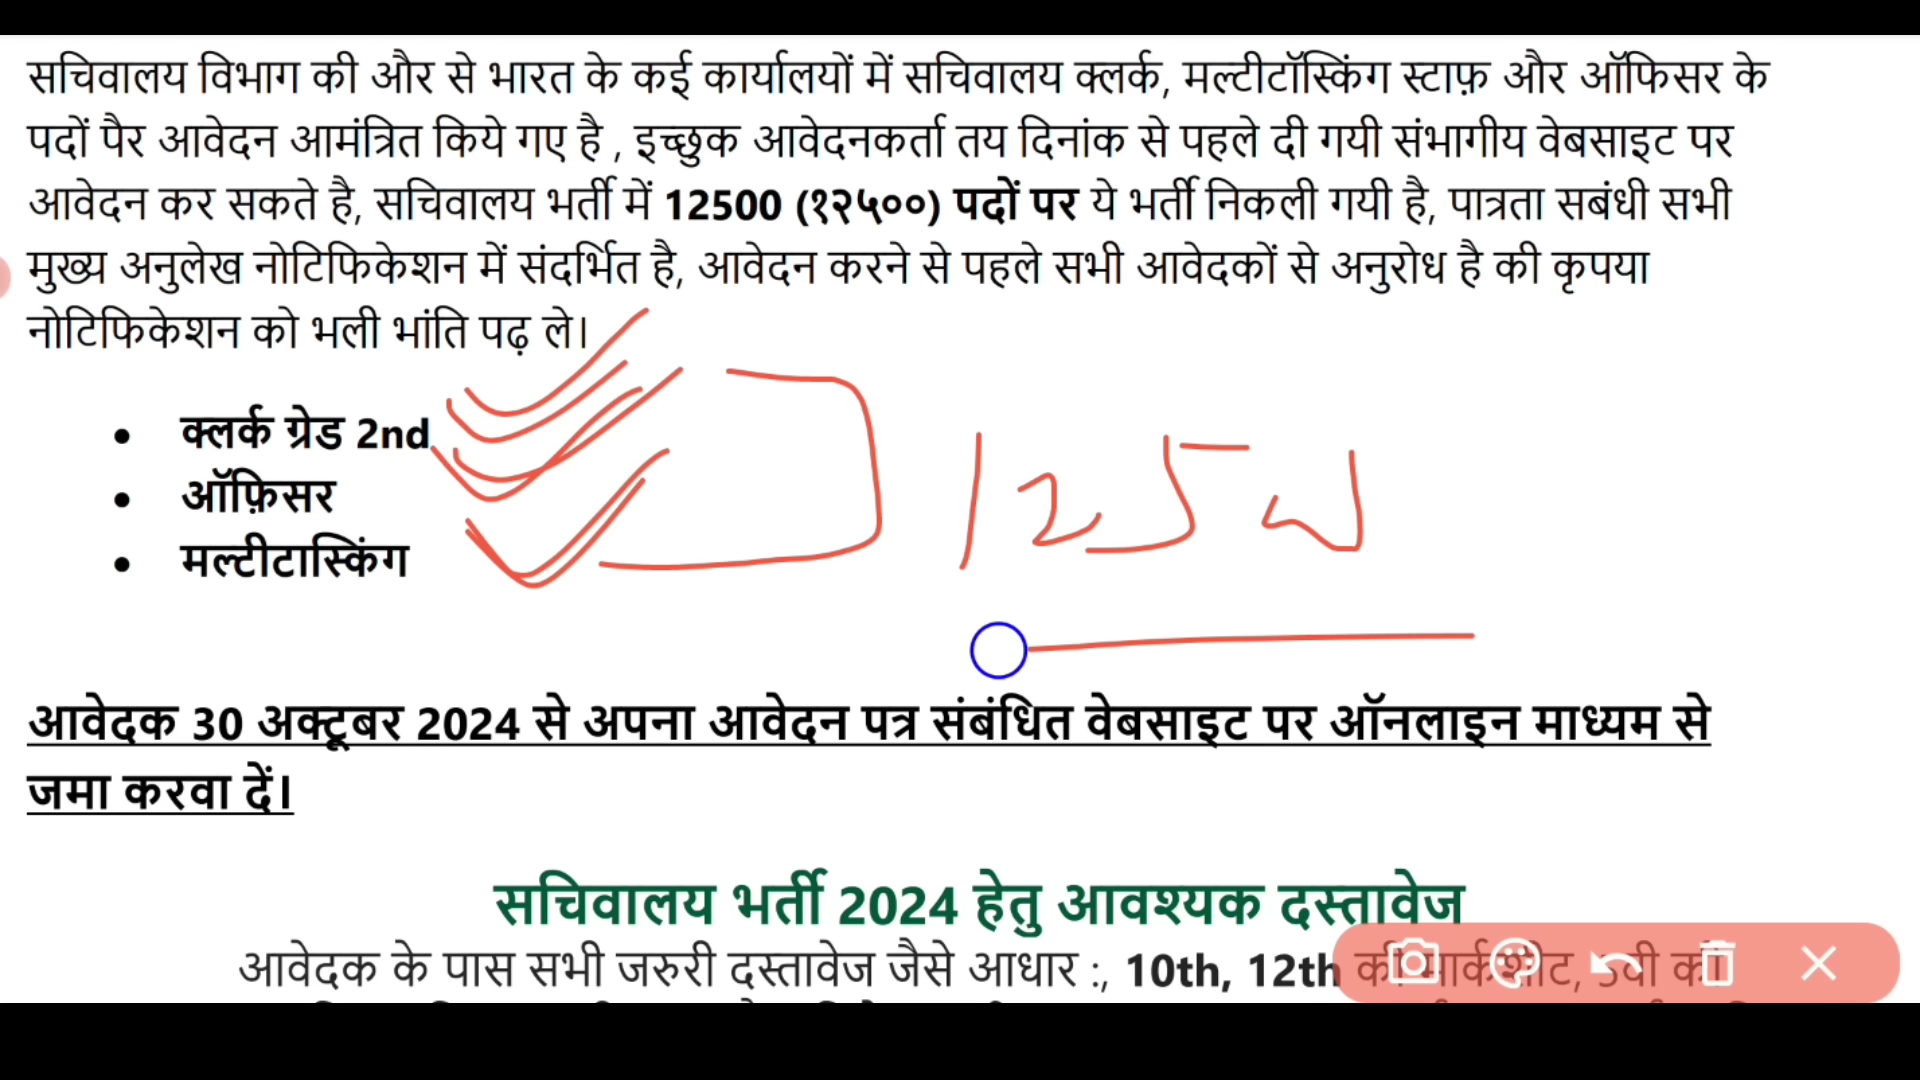 सचिवालय विभाग की और से भारत के कई कार्यालयों में सचिवालय क्लर्क, मल्टीटॉस्किंग स्टाफ़ और ऑफिसर के
पदों पैर आवेदन आमंत्रित किये गए है , इच्छुक आवेदनकर्ता तय दिनांक से पहले दी गयी संभागीय वेबसाइट पर
आवेदन कर सकते है, सचिवालय भर्ती में 12500 (१२५००) पदों पर ये भर्ती निकली गयी है, पात्रता सबंधी सभी
मुख्य अनुलेख नोटिफिकेशन में संदर्भित है, आवेदन करने से पहले सभी आवेदकों से अनुरोध है की कृपया
नोटिफिकेशन को भली भांति पढ़ ले।
• क्लर्क ग्रेड 2nd
• ऑफ़िसर
• मल्टीटास्किंग
125
आवेदक 30 अक्टूबर 2024 से अपना आवेदन पत्र संबंधित वेबसाइट पर ऑनलाइन माध्यम से
जमा करवा दें।
सचिवालय भर्ती 2024 हेतु आवश्यक दस्तावेज
आवेदक के पास सभी जरुरी दस्तावेज जैसे आधार :, 10th, 12th की मार्कशीट, 5वी की